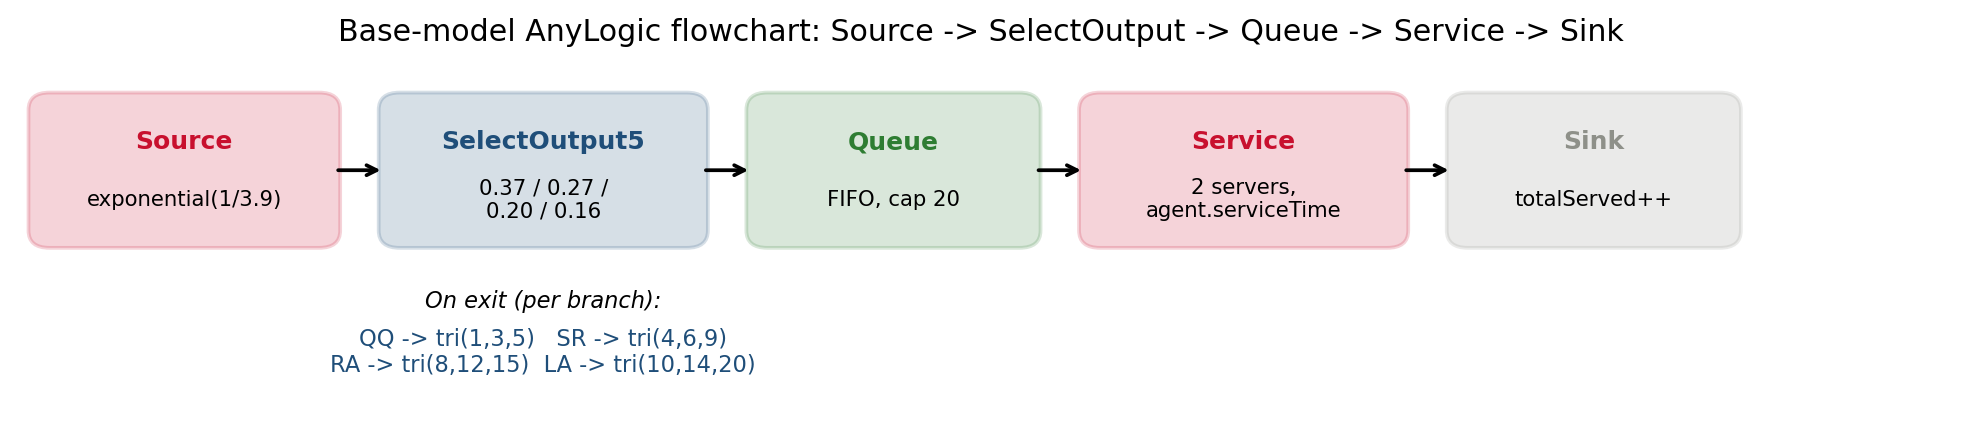 Base-model AnyLogic flowchart: Source -> SelectOutput -> Queue -> Service -> Sink
Source
exponential(1/3.9)
SelectOutput5
0.37 / 0.27 /
0.20 / 0.16
Queue
FIFO, cap 20
Service
2 servers,
agent.serviceTime
Sink
totalServed++
On exit (per branch):
QQ -> tri(1,3,5)   SR -> tri(4,6,9)
RA -> tri(8,12,15)  LA -> tri(10,14,20)